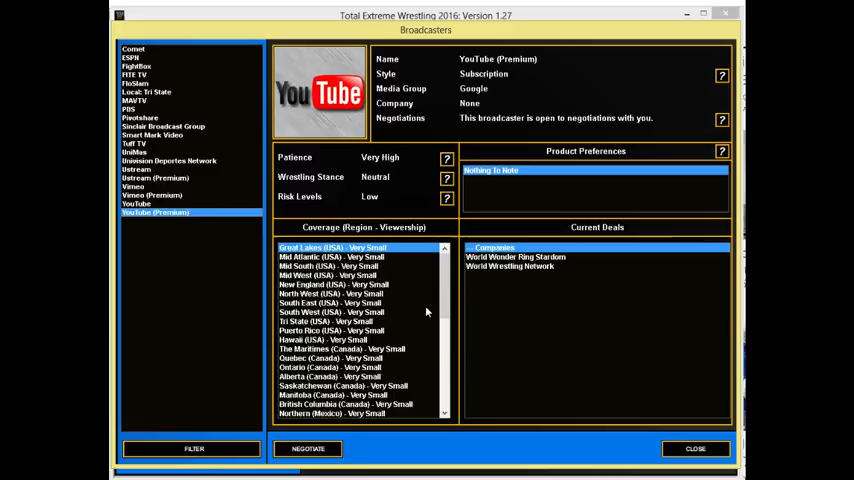 Total Extreme Wrestling 2016: Version 1.27
Broadcasters
Comet
ESPN
FightBox
FITE TV
FloSlam
Local: Tri State
MAVTV
PBS
Pivotshare
Sinclair Broadcast Group
Smart Mark Video
Tuff TV
UniMas
Univision Deportes Network
Ustream
Ustream (Premium)
Vimeo
Vimeo (Premium)
YouTube
YouTube (Premium)
FILTER
You Tube
Name YouTube (Premium)
Style Subscription ?
Media Group Google
Company None
Negotiations This broadcaster is open to negotiations with you. ?
Patience Very High ?
Wrestling Stance Neutral ?
Risk Levels Low ?
Product Preferences ?
Nothing To Note
Coverage (Region - Viewership)
Great Lakes (USA) - Very Small
Mid Atlantic (USA) - Very Small
Mid South (USA) - Very Small
Mid West (USA) - Very Small
New England (USA) - Very Small
North West (USA) - Very Small
South East (USA) - Very Small
South West (USA) - Very Small
Tri State (USA) - Very Small
Puerto Rico (USA) - Very Small
Hawaii (USA) - Very Small
The Maritimes (Canada) - Very Small
Quebec (Canada) - Very Small
Ontario (Canada) - Very Small
Alberta (Canada) - Very Small
Saskatchewan (Canada) - Very Small
Manitoba (Canada) - Very Small
British Columbia (Canada) - Very Small
Northern (Mexico) - Very Small
Current Deals
... Companies
World Wonder Ring Stardom
World Wrestling Network
NEGOTIATE
CLOSE